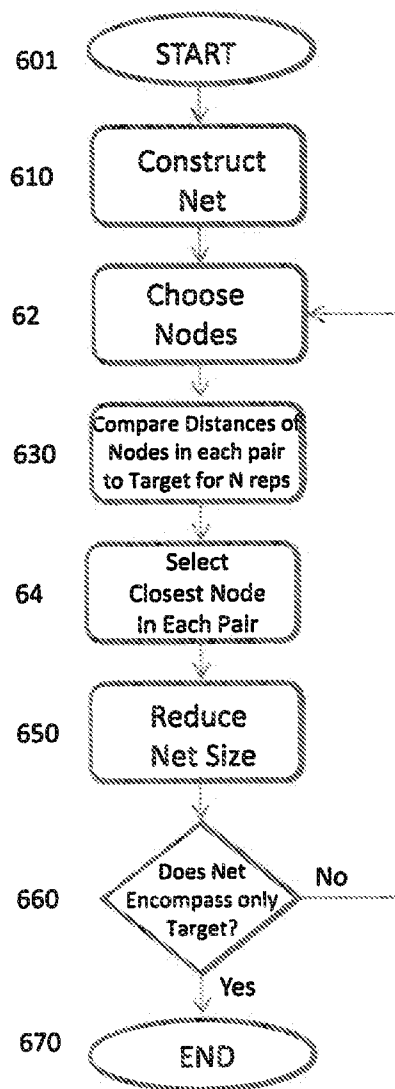 601
START
610
Construct
Net
62
Choose
Nodes
630
Compare Distances of
Nodes in each pair
to Target for N reps
64
Select
Closest Node
In Each Pair
650
Reduce
Net Size
660
Does Net
Encompass only
Target?
No
Yes
670
END